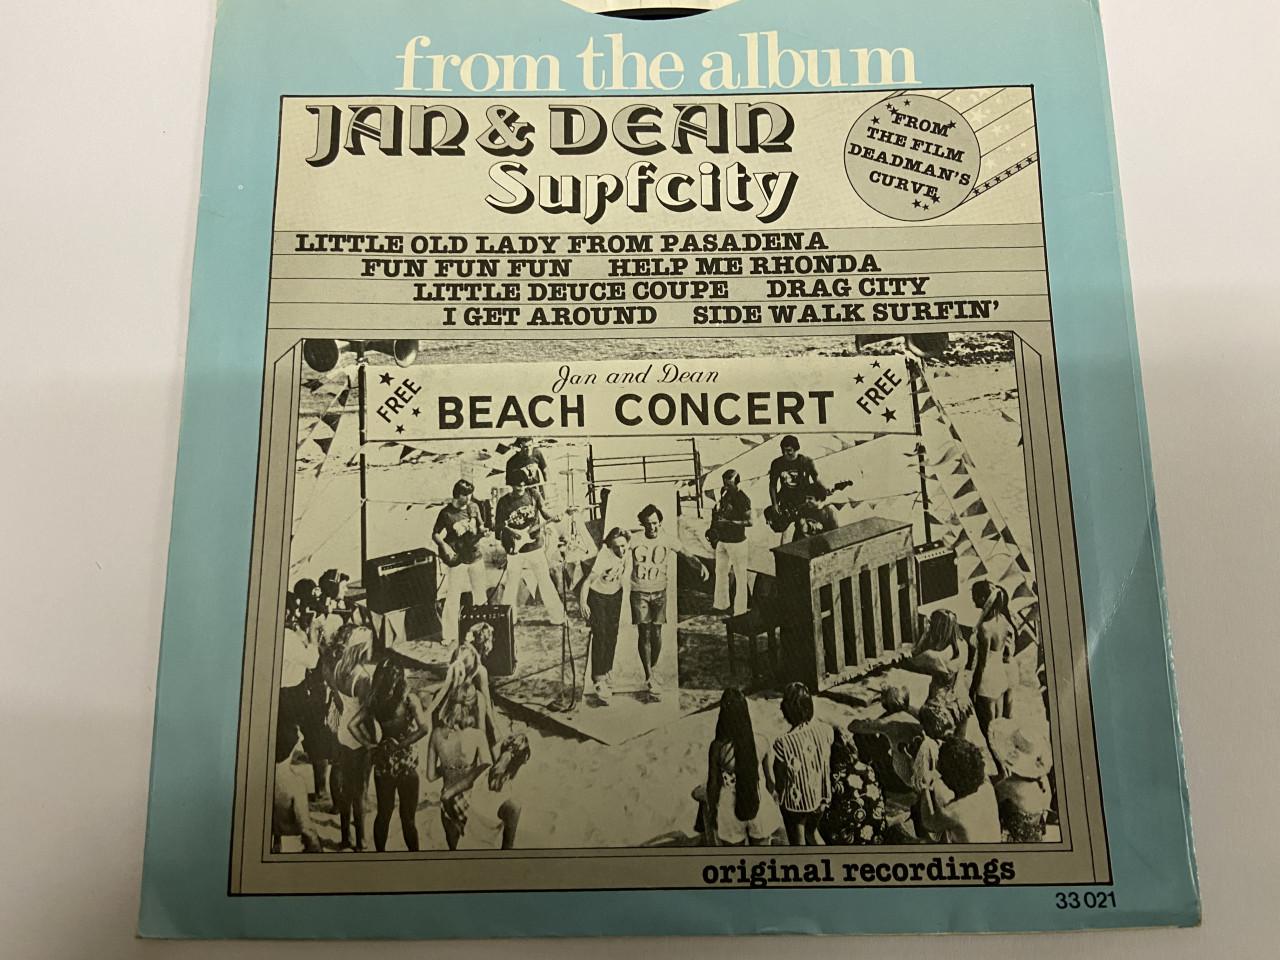 from the album
JAN & DEAN
Surfcity
FROM
THE FILM
DEADMAN'S
CURVE
LITTLE OLD LADY FROM PASADENA
FUN FUN FUN HELP ME RHONDA
LITTLE DEUCE COUPE DRAG CITY
I GET AROUND SIDE WALK SURFIN'
Jan and Dean
FREE BEACH CONCERT FREE
GO
GO
original recordings
33 021